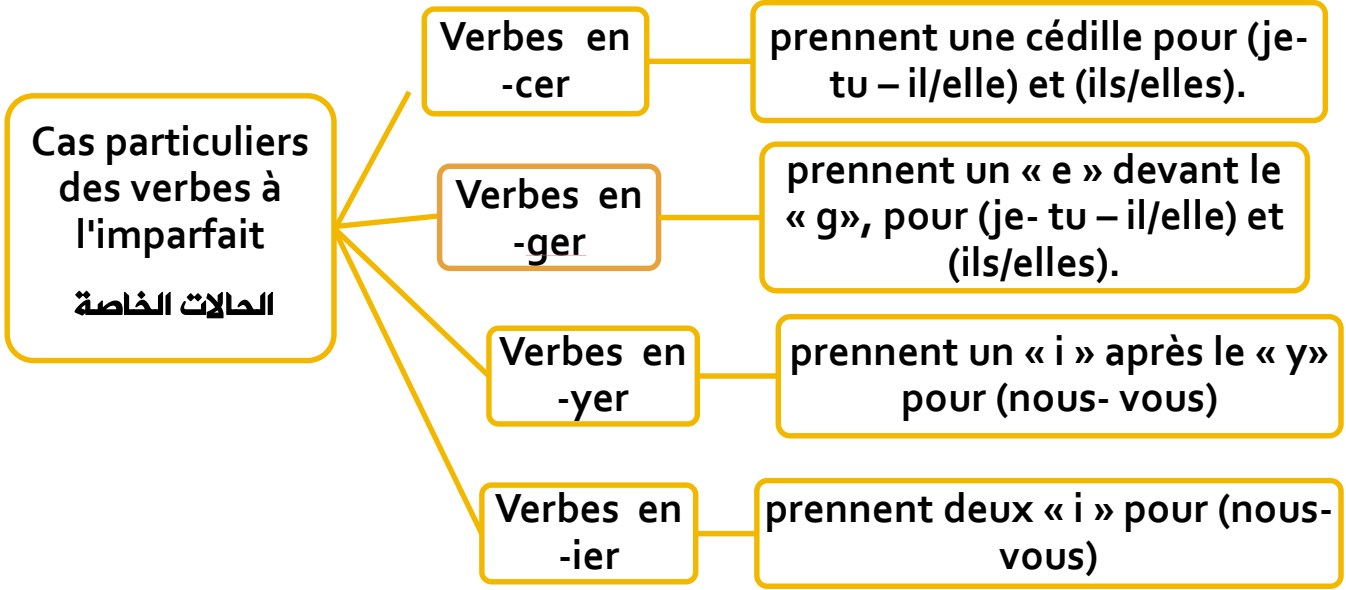 Cas particuliers
des verbes à
l'imparfait
الحالات الخاصة
Verbes en
-cer
prennent une cédille pour (je-
tu – il/elle) et (ils/elles).
Verbes en
-ger
prennent un « e » devant le
« g», pour (je- tu – il/elle) et
(ils/elles).
Verbes en
-yer
prennent un « i » après le « y»
pour (nous- vous)
Verbes en
-ier
prennent deux « i » pour (nous-
vous)